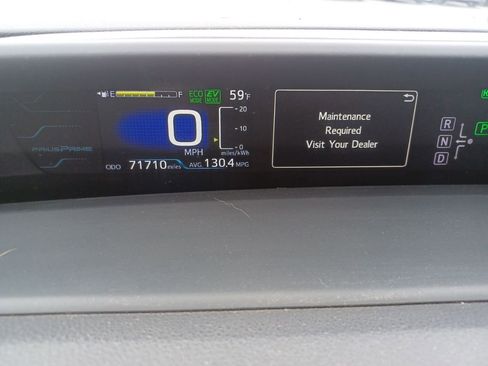 E F
ECO MODE EV MODE
59°F
0
MPH
20
10
0
miles/kWh
PRIUS PRIME
ODO 71710 miles AVG. 130.4 MPG
Maintenance
Required
Visit Your Dealer
R
N
D
P